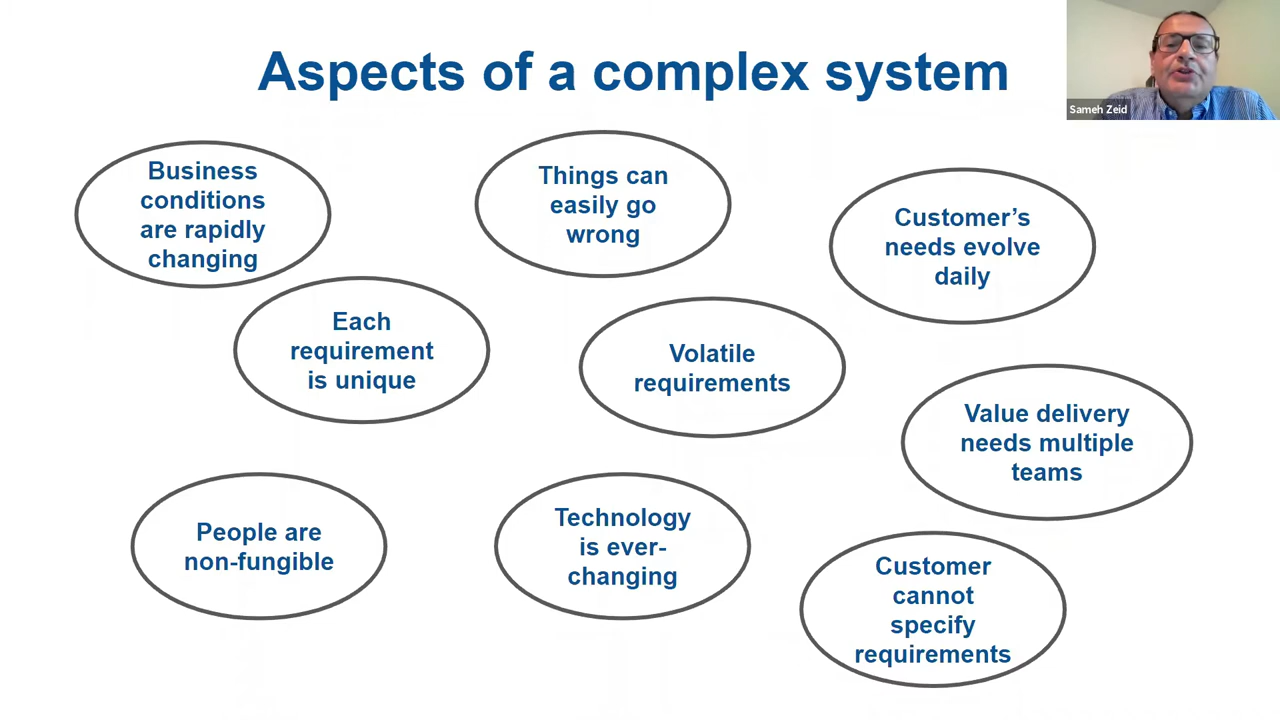 Aspects of a complex system
Sameh Zeid
Business
conditions
are rapidly
changing
Things can
easily go
wrong
Customer’s
needs evolve
daily
Each
requirement
is unique
Volatile
requirements
Value delivery
needs multiple
teams
People are
non-fungible
Technology
is ever-
changing
Customer
cannot
specify
requirements